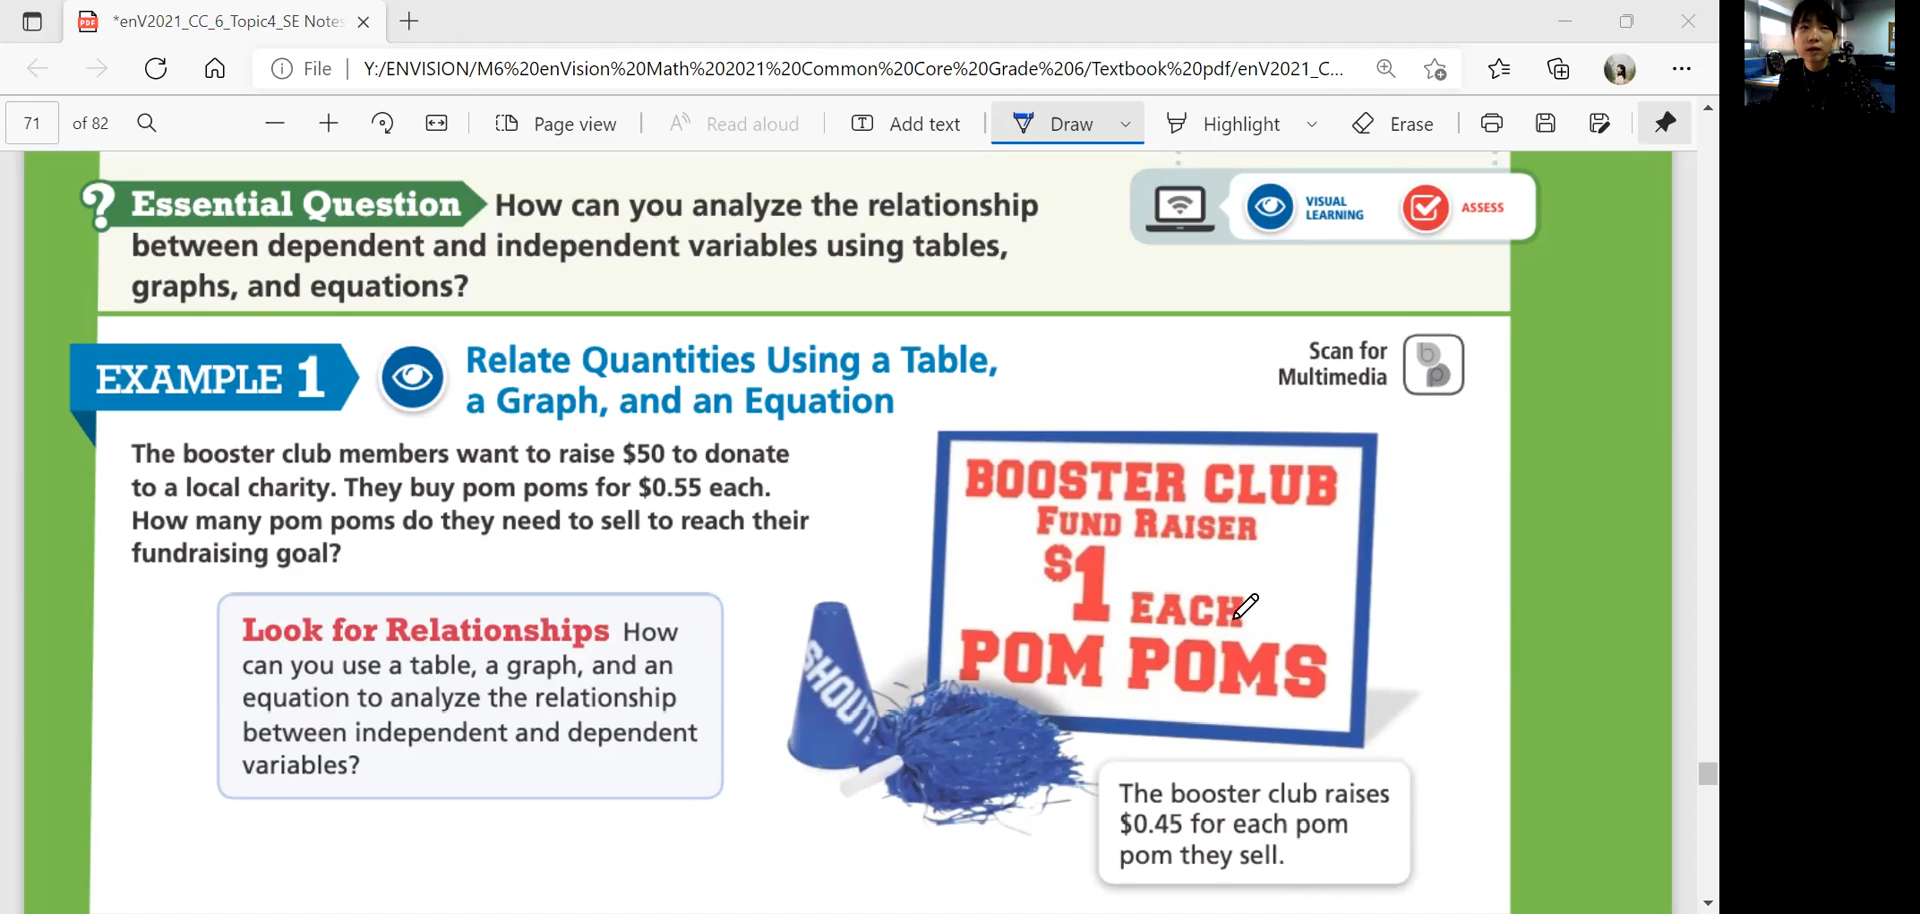 *enV2021_CC_6_Topic4_SE Notes
File
Y:/ENVISION/M6%20enVision%20Math%202021%20Common%20Core%20Grade%206/Textbook%20pdf/enV2021_C...
71 of 82
Page view
Read aloud
Add text
Draw
Highlight
Erase
? Essential Question How can you analyze the relationship
between dependent and independent variables using tables,
graphs, and equations?
VISUAL
LEARNING
ASSESS
EXAMPLE 1
Relate Quantities Using a Table,
a Graph, and an Equation
Scan for
Multimedia
The booster club members want to raise $50 to donate
to a local charity. They buy pom poms for $0.55 each.
How many pom poms do they need to sell to reach their
fundraising goal?
Look for Relationships How
can you use a table, a graph, and an
equation to analyze the relationship
between independent and dependent
variables?
BOOSTER CLUB
FUND RAISER
$1 EACH
POM POMS
SHOUT!
The booster club raises
$0.45 for each pom
pom they sell.